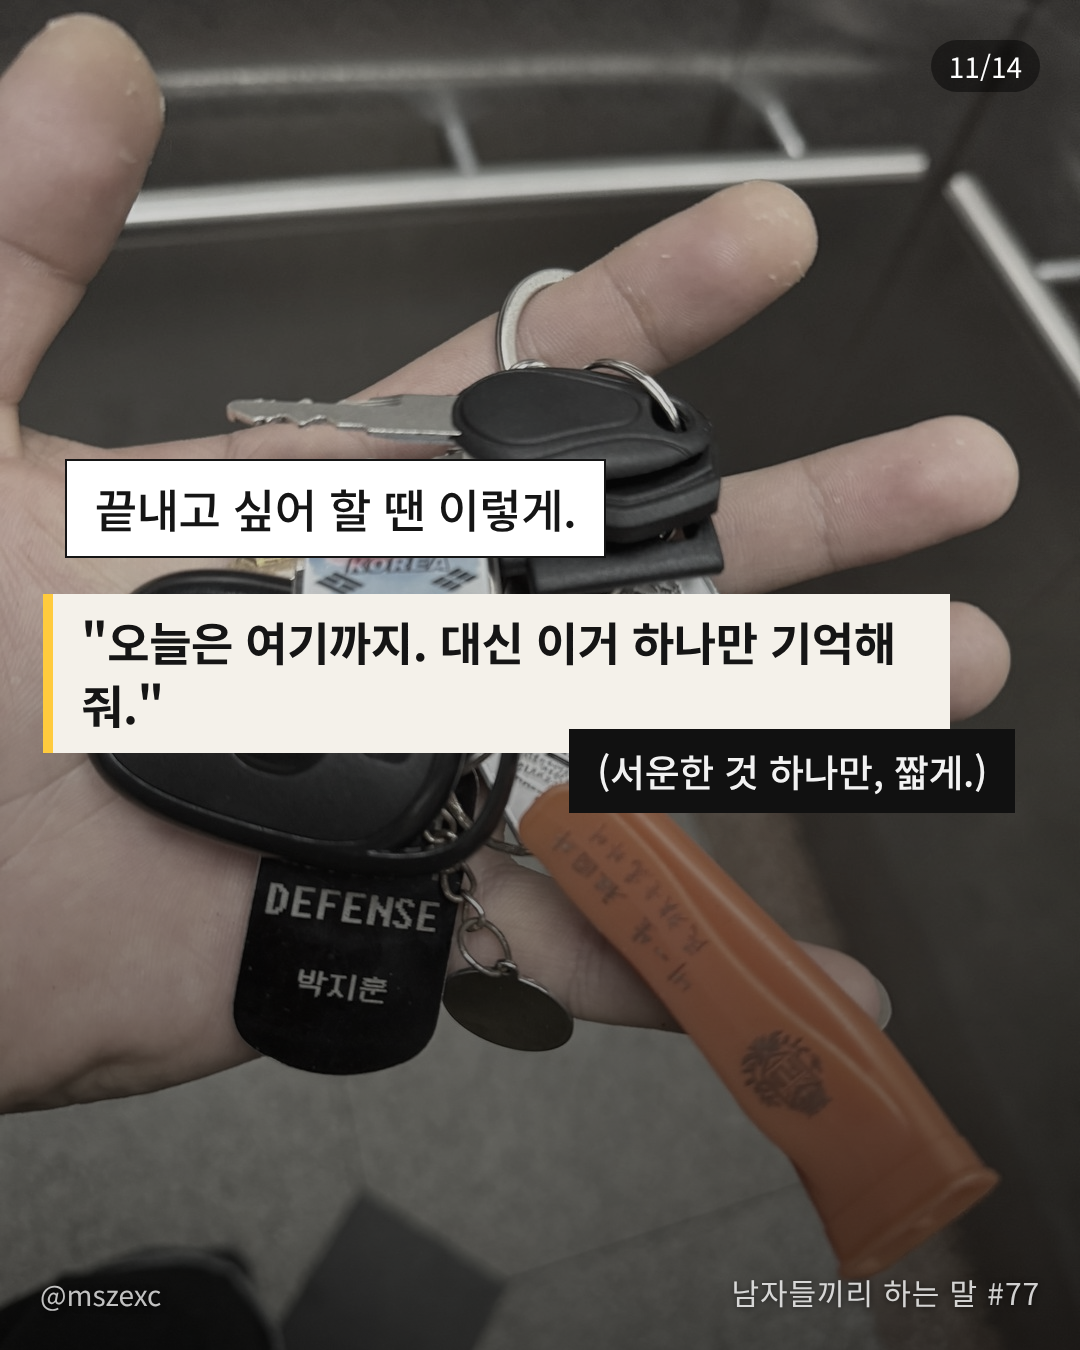 11/14
끝내고 싶어 할 땐 이렇게.
KOREA
"오늘은 여기까지. 대신 이거 하나만 기억해
줘."
(서운한 것 하나만, 짧게.)
DEFENSE
박지훈
@mszexc
남자들끼리 하는 말 #77